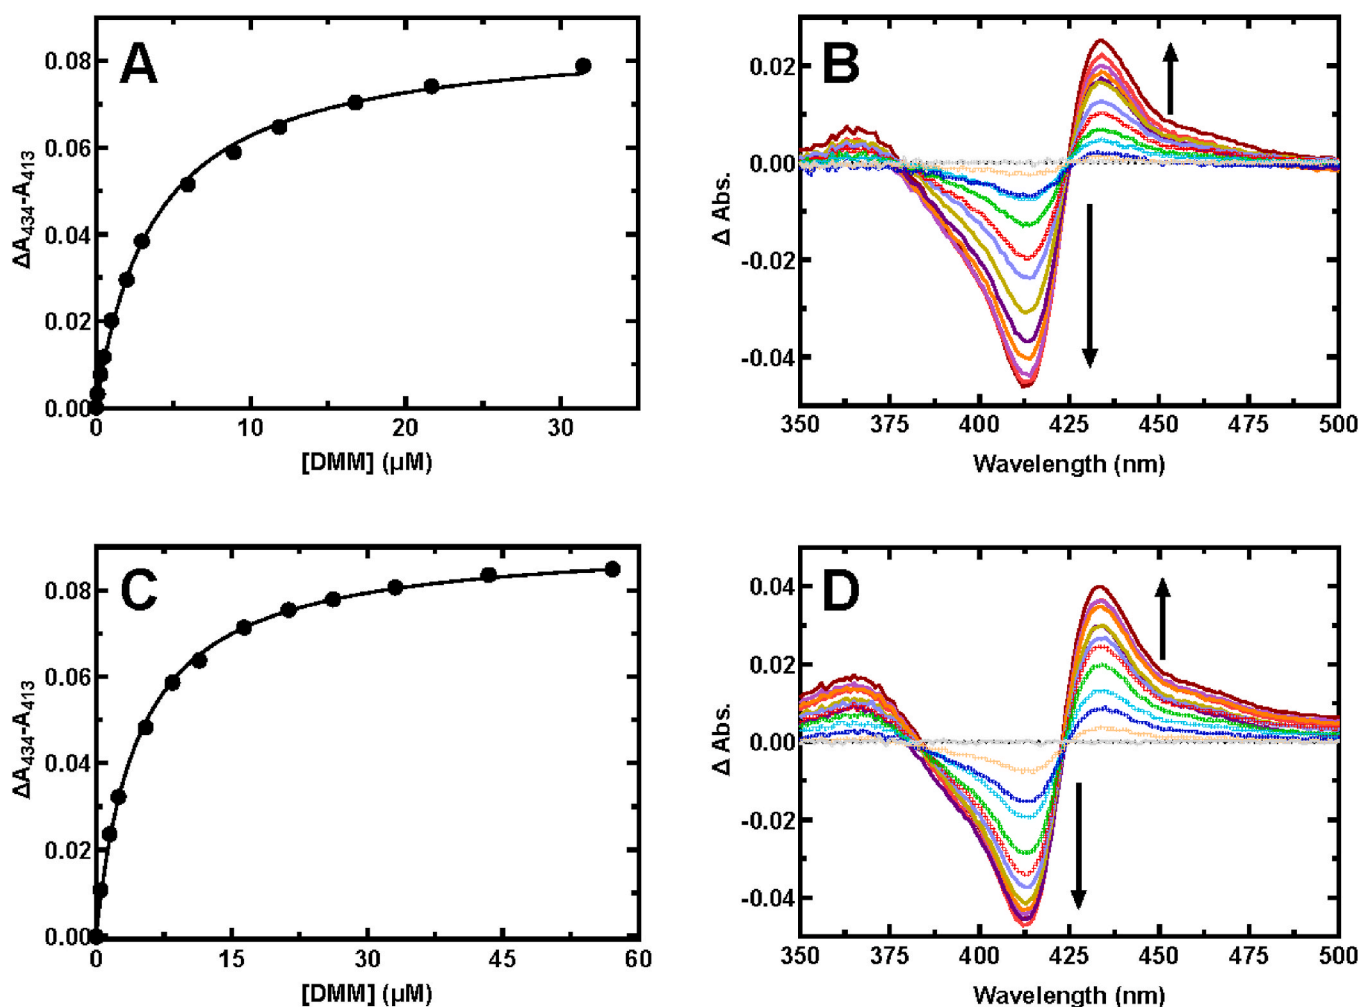 A
0.08
0.06
0.04
0.02
0.00
ΔA434-A413
0 10 20 30
[DMM] (µM)
B
0.02
0.00
-0.02
-0.04
Δ Abs.
350 375 400 425 450 475 500
Wavelength (nm)
C
0.08
0.06
0.04
0.02
0.00
ΔA434-A413
0 15 30 45 60
[DMM] (µM)
D
0.04
0.02
0.00
-0.02
-0.04
Δ Abs.
350 375 400 425 450 475 500
Wavelength (nm)